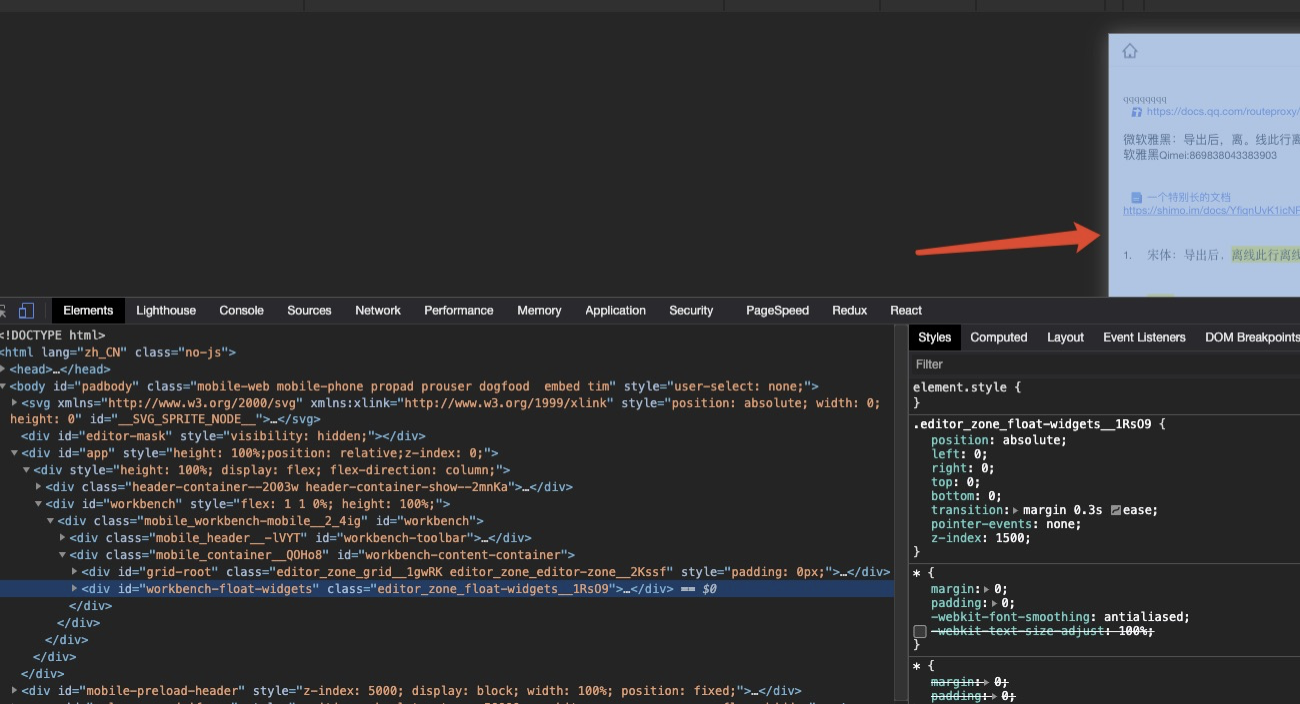 qqqqqqqq
https://docs.qq.com/routeproxy/
微软雅黑：导出后，离。线此行离
软雅黑Qimei:869838043383903
一个特别长的文档
https://shimo.im/docs/YfiqnUvK1icNF
1. 宋体：导出后，离线此行离线
Elements Lighthouse Console Sources Network Performance Memory Application Security PageSpeed Redux React
<!DOCTYPE html>
<html lang="zh_CN" class="no-js">
<head>…</head>
<body id="padbody" class="mobile-web mobile-phone propad prouser dogfood  embed tim" style="user-select: none;">
<svg xmlns="http://www.w3.org/2000/svg" xmlns:xlink="http://www.w3.org/1999/xlink" style="position: absolute; width: 0;
height: 0" id="__SVG_SPRITE_NODE__">…</svg>
<div id="editor-mask" style="visibility: hidden;"></div>
<div id="app" style="height: 100%;position: relative;z-index: 0;">
<div style="height: 100%; display: flex; flex-direction: column;">
<div class="header-container--2O03w header-container-show--2mnKa">…</div>
<div id="workbench" style="flex: 1 1 0%; height: 100%;">
<div class="mobile_workbench-mobile__2_4ig" id="workbench">
<div class="mobile_header__-lVYT" id="workbench-toolbar">…</div>
<div class="mobile_container__QOHo8" id="workbench-content-container">
<div id="grid-root" class="editor_zone_grid__1gwRK editor_zone_editor-zone__2Kssf" style="padding: 0px;">…</div>
<div id="workbench-float-widgets" class="editor_zone_float-widgets__1RsO9">…</div> == $0
</div>
</div>
</div>
</div>
</div>
<div id="mobile-preload-header" style="z-index: 5000; display: block; width: 100%; position: fixed;">…</div>
Styles Computed Layout Event Listeners DOM Breakpoints
Filter
element.style {
}
.editor_zone_float-widgets__1RsO9 {
position: absolute;
left: 0;
right: 0;
top: 0;
bottom: 0;
transition: margin 0.3s ease;
pointer-events: none;
z-index: 1500;
}
* {
margin: 0;
padding: 0;
-webkit-font-smoothing: antialiased;
-webkit-text-size-adjust: 100%;
}
* {
margin: 0;
padding: 0;